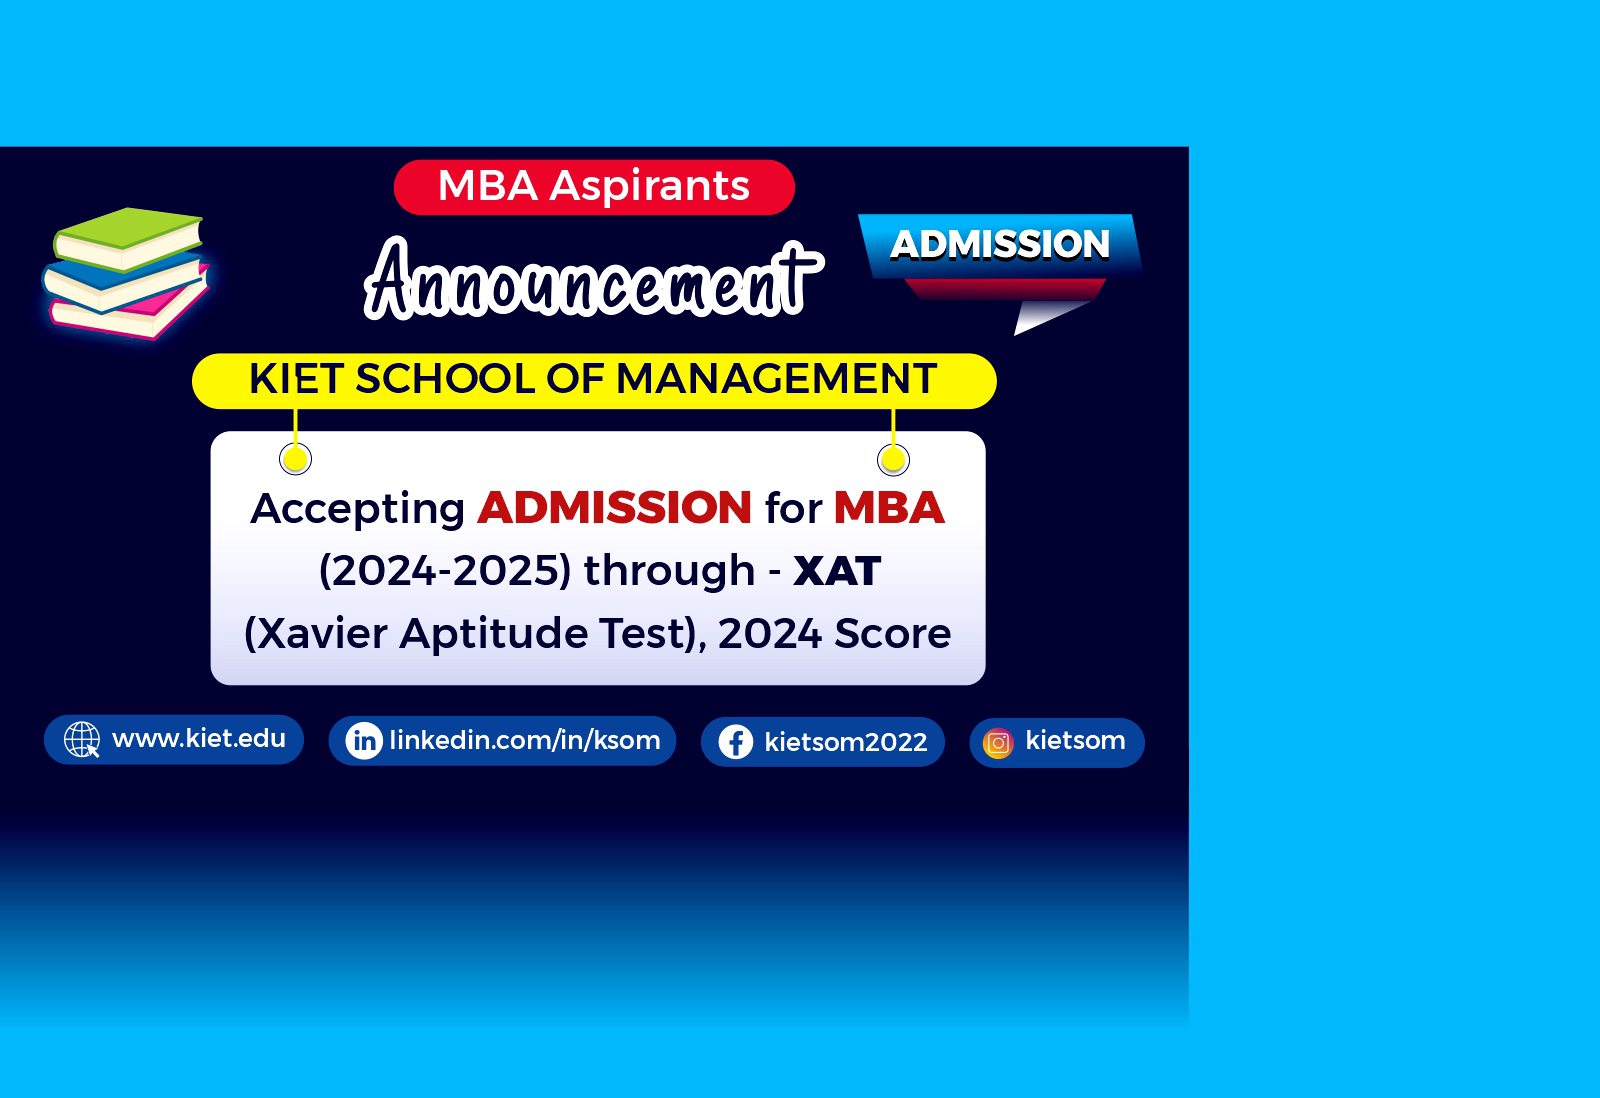 MBA Aspirants
Announcement
ADMISSION
KIET SCHOOL OF MANAGEMENT
Accepting ADMISSION for MBA
(2024-2025) through - XAT
(Xavier Aptitude Test), 2024 Score
www.kiet.edu
linkedin.com/in/ksom
kietsom2022
kietsom